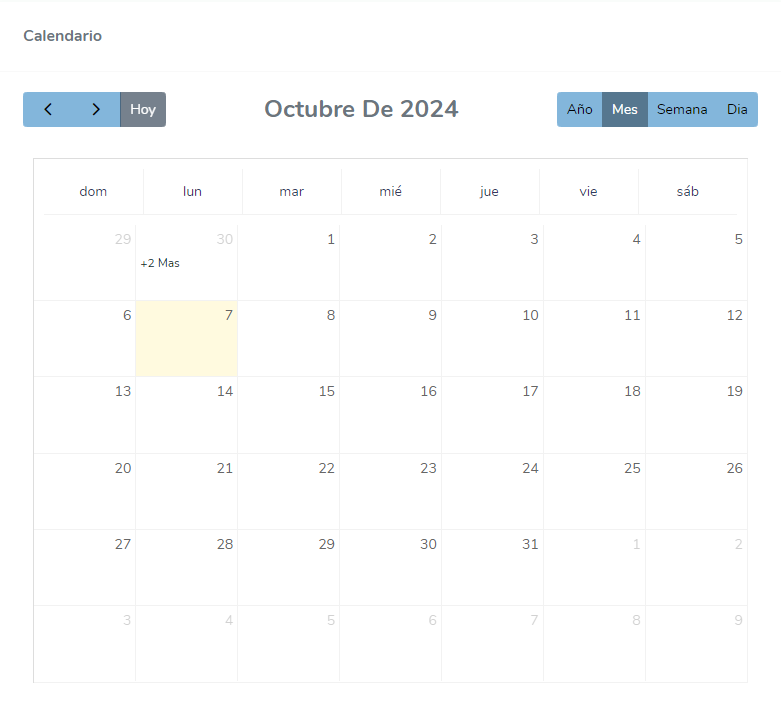 Calendario
Hoy Octubre De 2024 Año Mes Semana Dia
dom lun mar mié jue vie sáb
29 30 1 2 3 4 5
+2 Mas
6 7 8 9 10 11 12
13 14 15 16 17 18 19
20 21 22 23 24 25 26
27 28 29 30 31 1 2
3 4 5 6 7 8 9